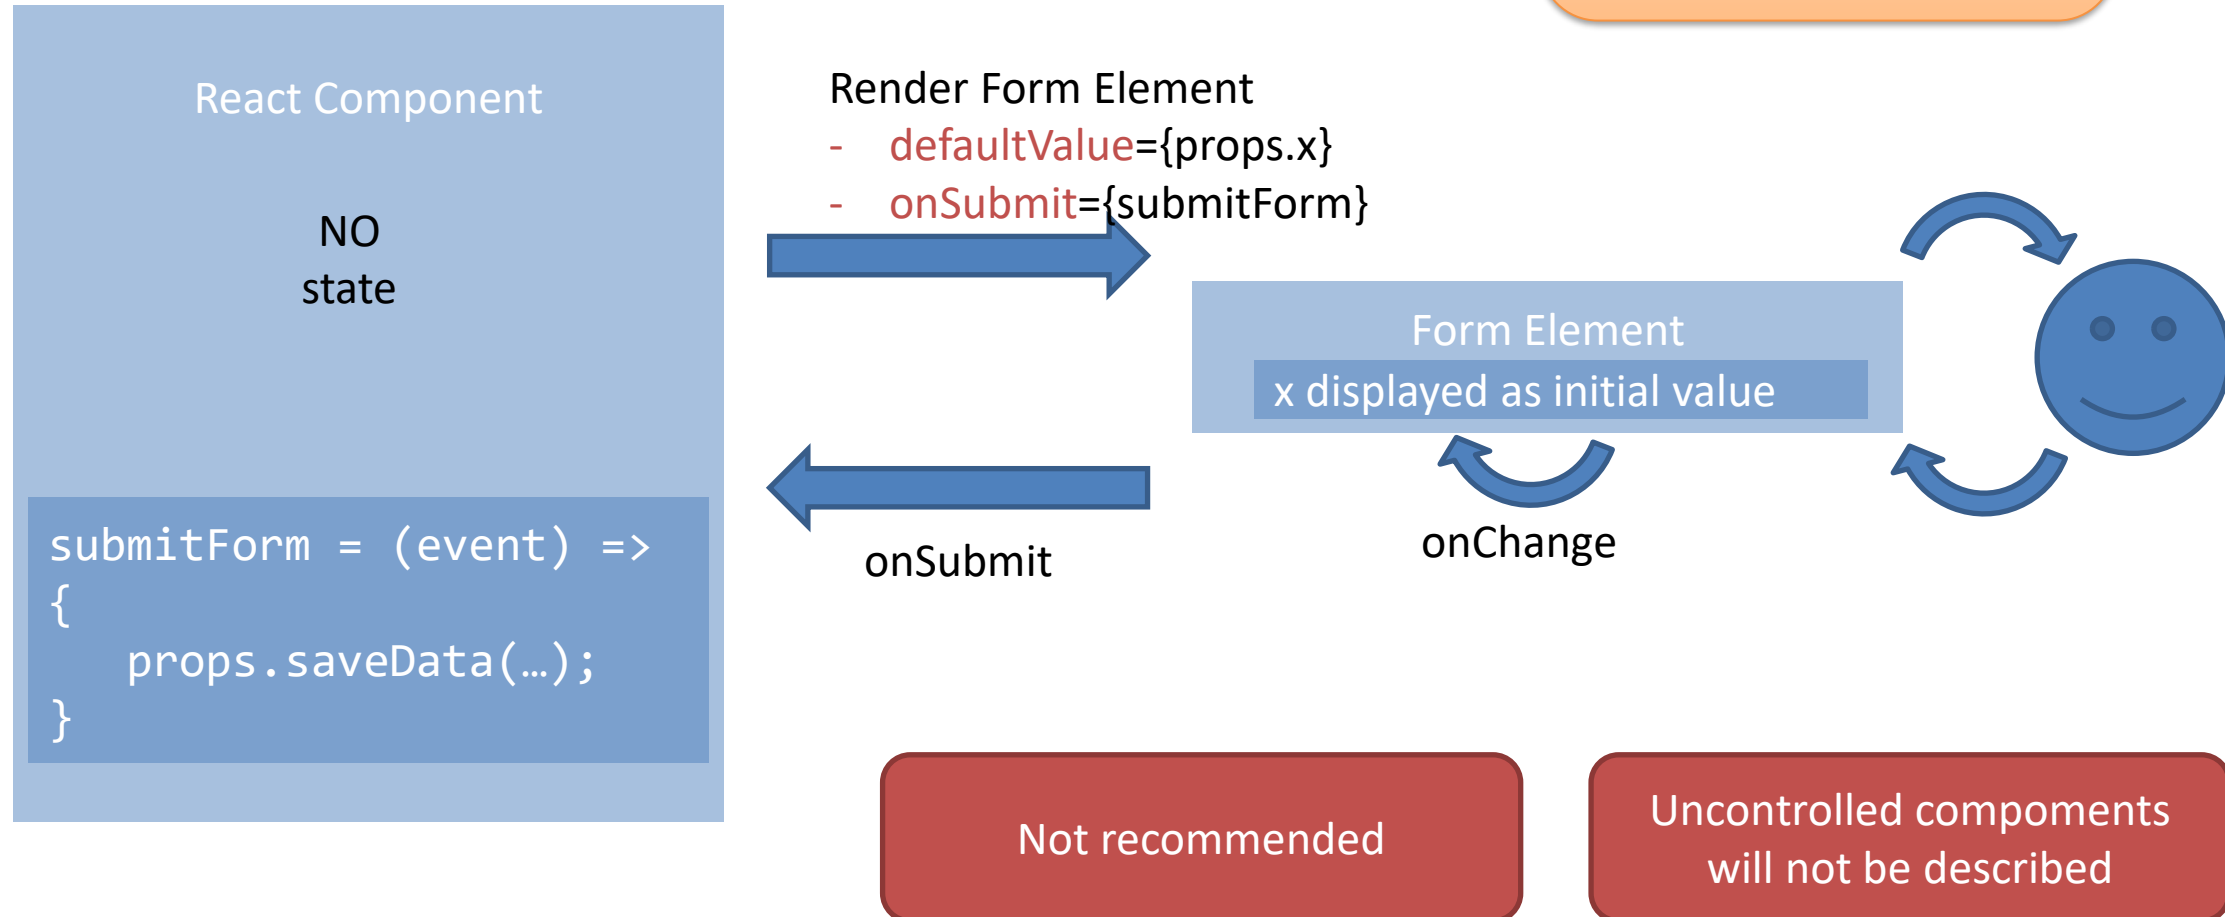 React Component
NO
state
submitForm = (event) =>
{
props.saveData(…);
}
Render Form Element
- defaultValue={props.x}
- onSubmit={submitForm}
Form Element
x displayed as initial value
onSubmit
onChange
Not recommended
Uncontrolled compoments
will not be described